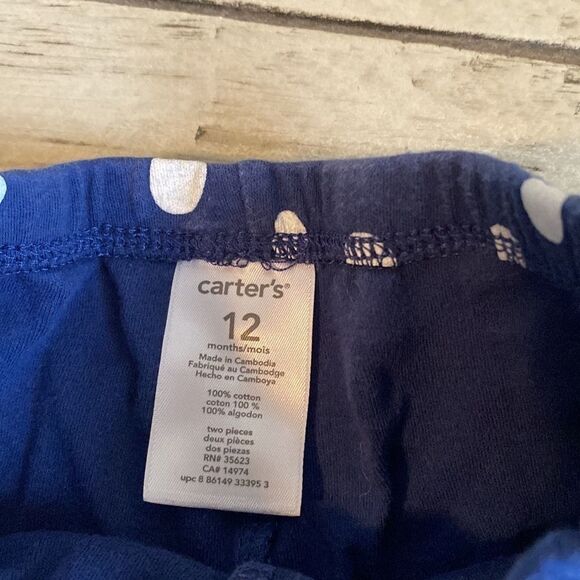 carter's®
12
months/mois
Made in Cambodia
Fabriqué au Cambodge
Hecho en Camboya
100% cotton
coton 100 %
100% algodon
two pieces
deux pièces
dos piezas
RN# 35623
CA# 14974
upc 8 86149 33395 3